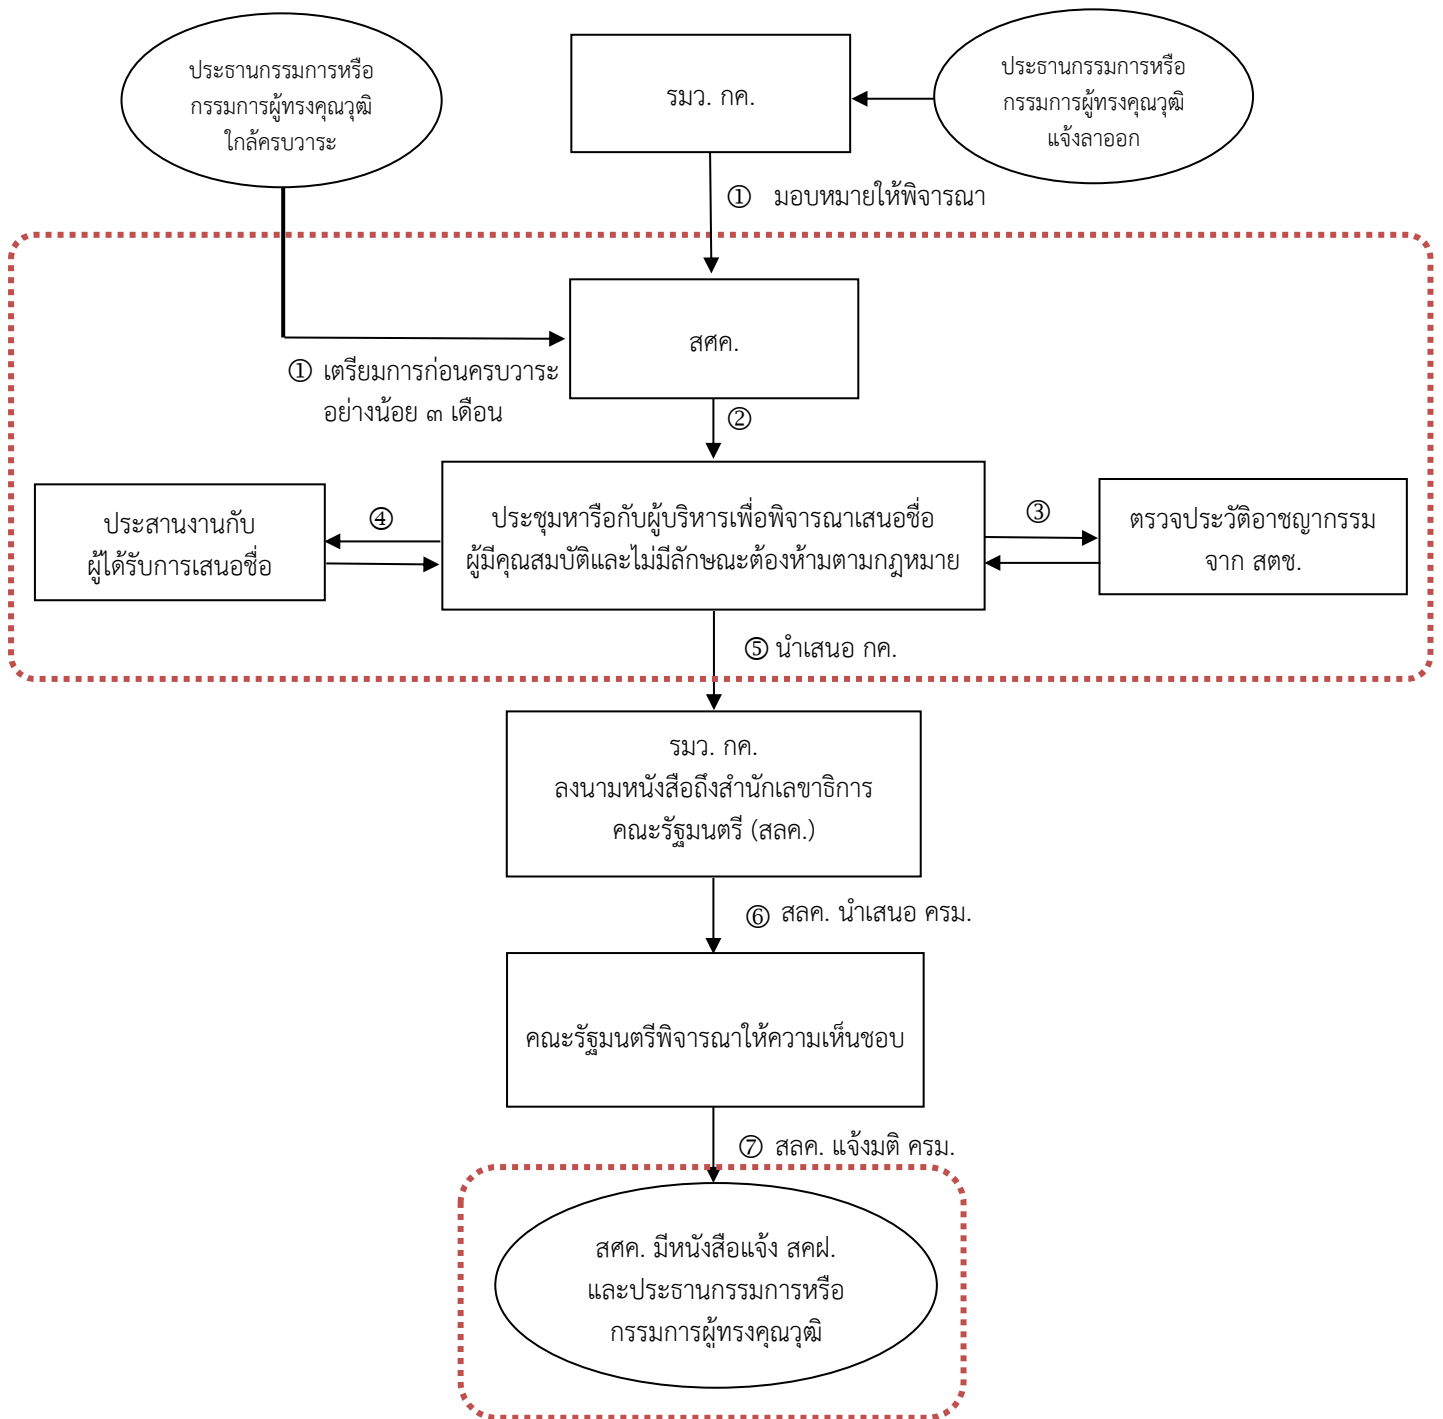 ประธานกรรมการหรือ
กรรมการผู้ทรงคุณวุฒิ
ใกล้ครบวาระ
รมว. กค.
ประธานกรรมการหรือ
กรรมการผู้ทรงคุณวุฒิ
แจ้งลาออก
① มอบหมายให้พิจารณา
สศค.
① เตรียมการก่อนครบวาระ
อย่างน้อย ๓ เดือน
②
ประสานงานกับ
ผู้ได้รับการเสนอชื่อ
④
ประชุมหารือกับผู้บริหารเพื่อพิจารณาเสนอชื่อ
ผู้มีคุณสมบัติและไม่มีลักษณะต้องห้ามตามกฎหมาย
③
ตรวจประวัติอาชญากรรม
จาก สตช.
⑤ นำเสนอ กค.
รมว. กค.
ลงนามหนังสือถึงสำนักเลขาธิการ
คณะรัฐมนตรี (สลค.)
⑥ สลค. นำเสนอ ครม.
คณะรัฐมนตรีพิจารณาให้ความเห็นชอบ
⑦ สลค. แจ้งมติ ครม.
สศค. มีหนังสือแจ้ง สคฝ.
และประธานกรรมการหรือ
กรรมการผู้ทรงคุณวุฒิ